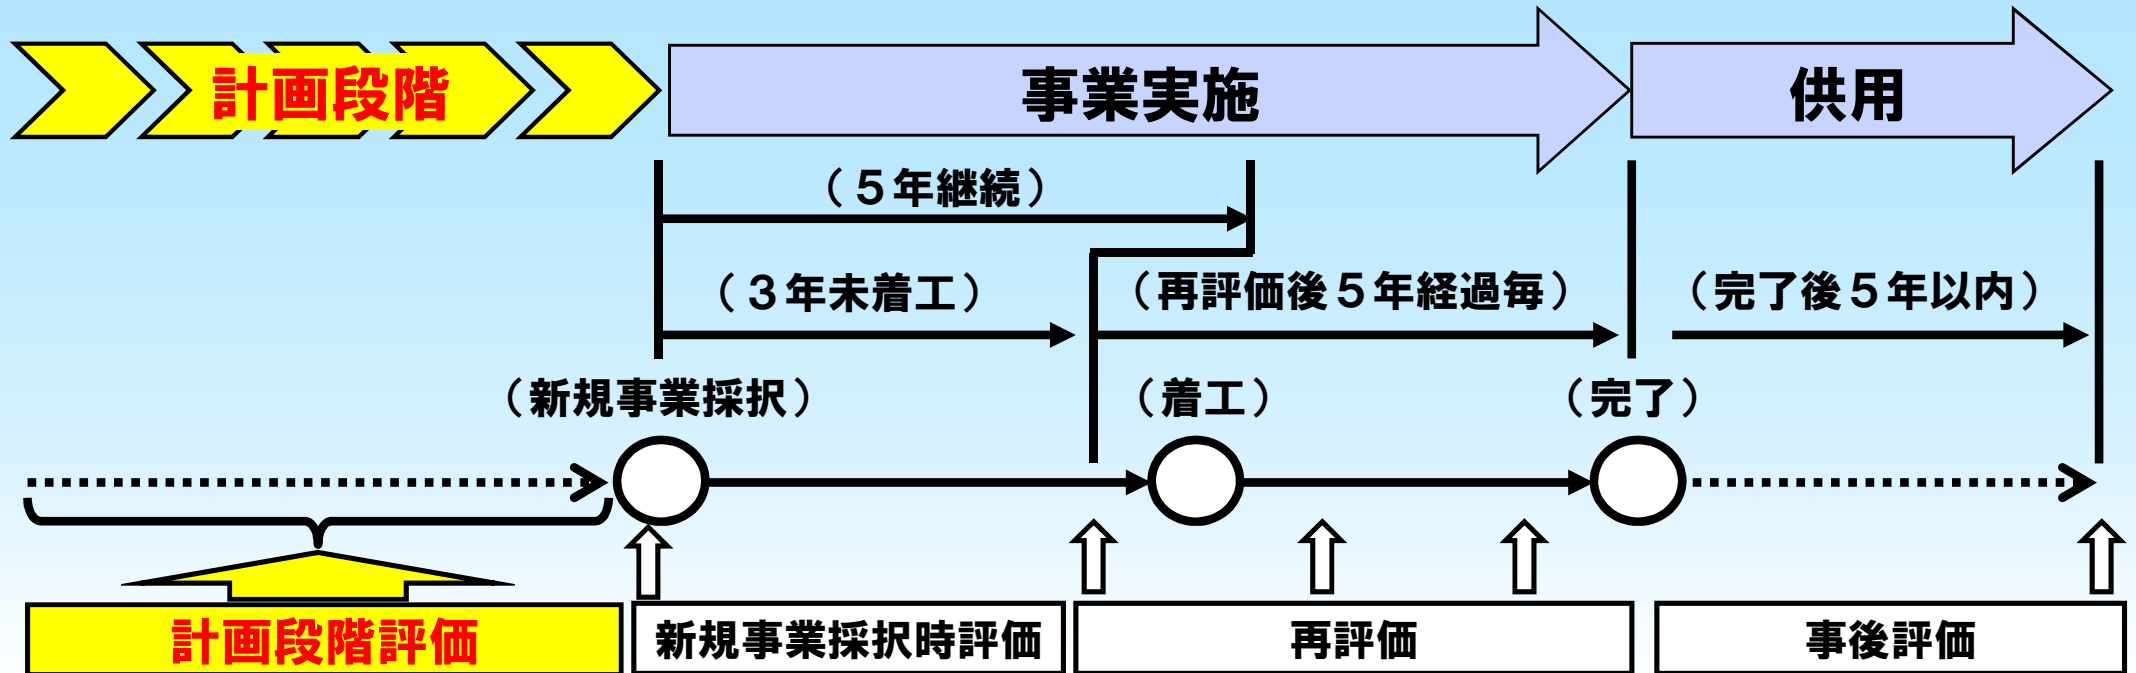 計画段階
事業実施
供用
（５年継続）
（３年未着工）
（再評価後５年経過毎）
（完了後５年以内）
（新規事業採択）
（着工）
（完了）
計画段階評価
新規事業採択時評価
再評価
事後評価